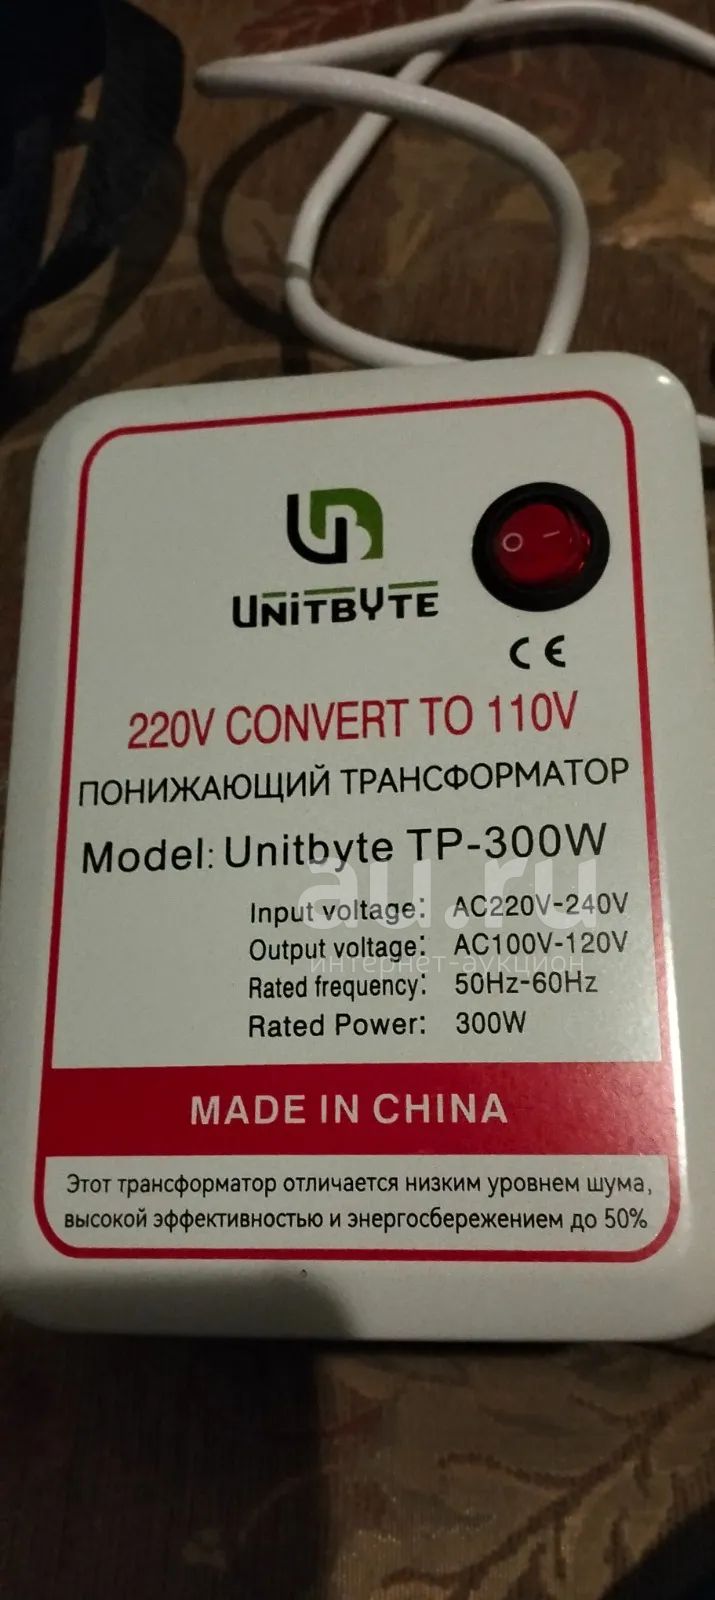 UB
UNiTBYTE
CE
220V CONVERT TO 110V
ПОНИЖАЮЩИЙ ТРАНСФОРМАТОР
Model: Unitbyte TP-300W
au.ru
интернет-аукцион
Input voltage: AC220V-240V
Output voltage: AC100V-120V
Rated frequency: 50Hz-60Hz
Rated Power: 300W
MADE IN CHINA
Этот трансформатор отличается низким уровнем шума,
высокой эффективностью и энергосбережением до 50%